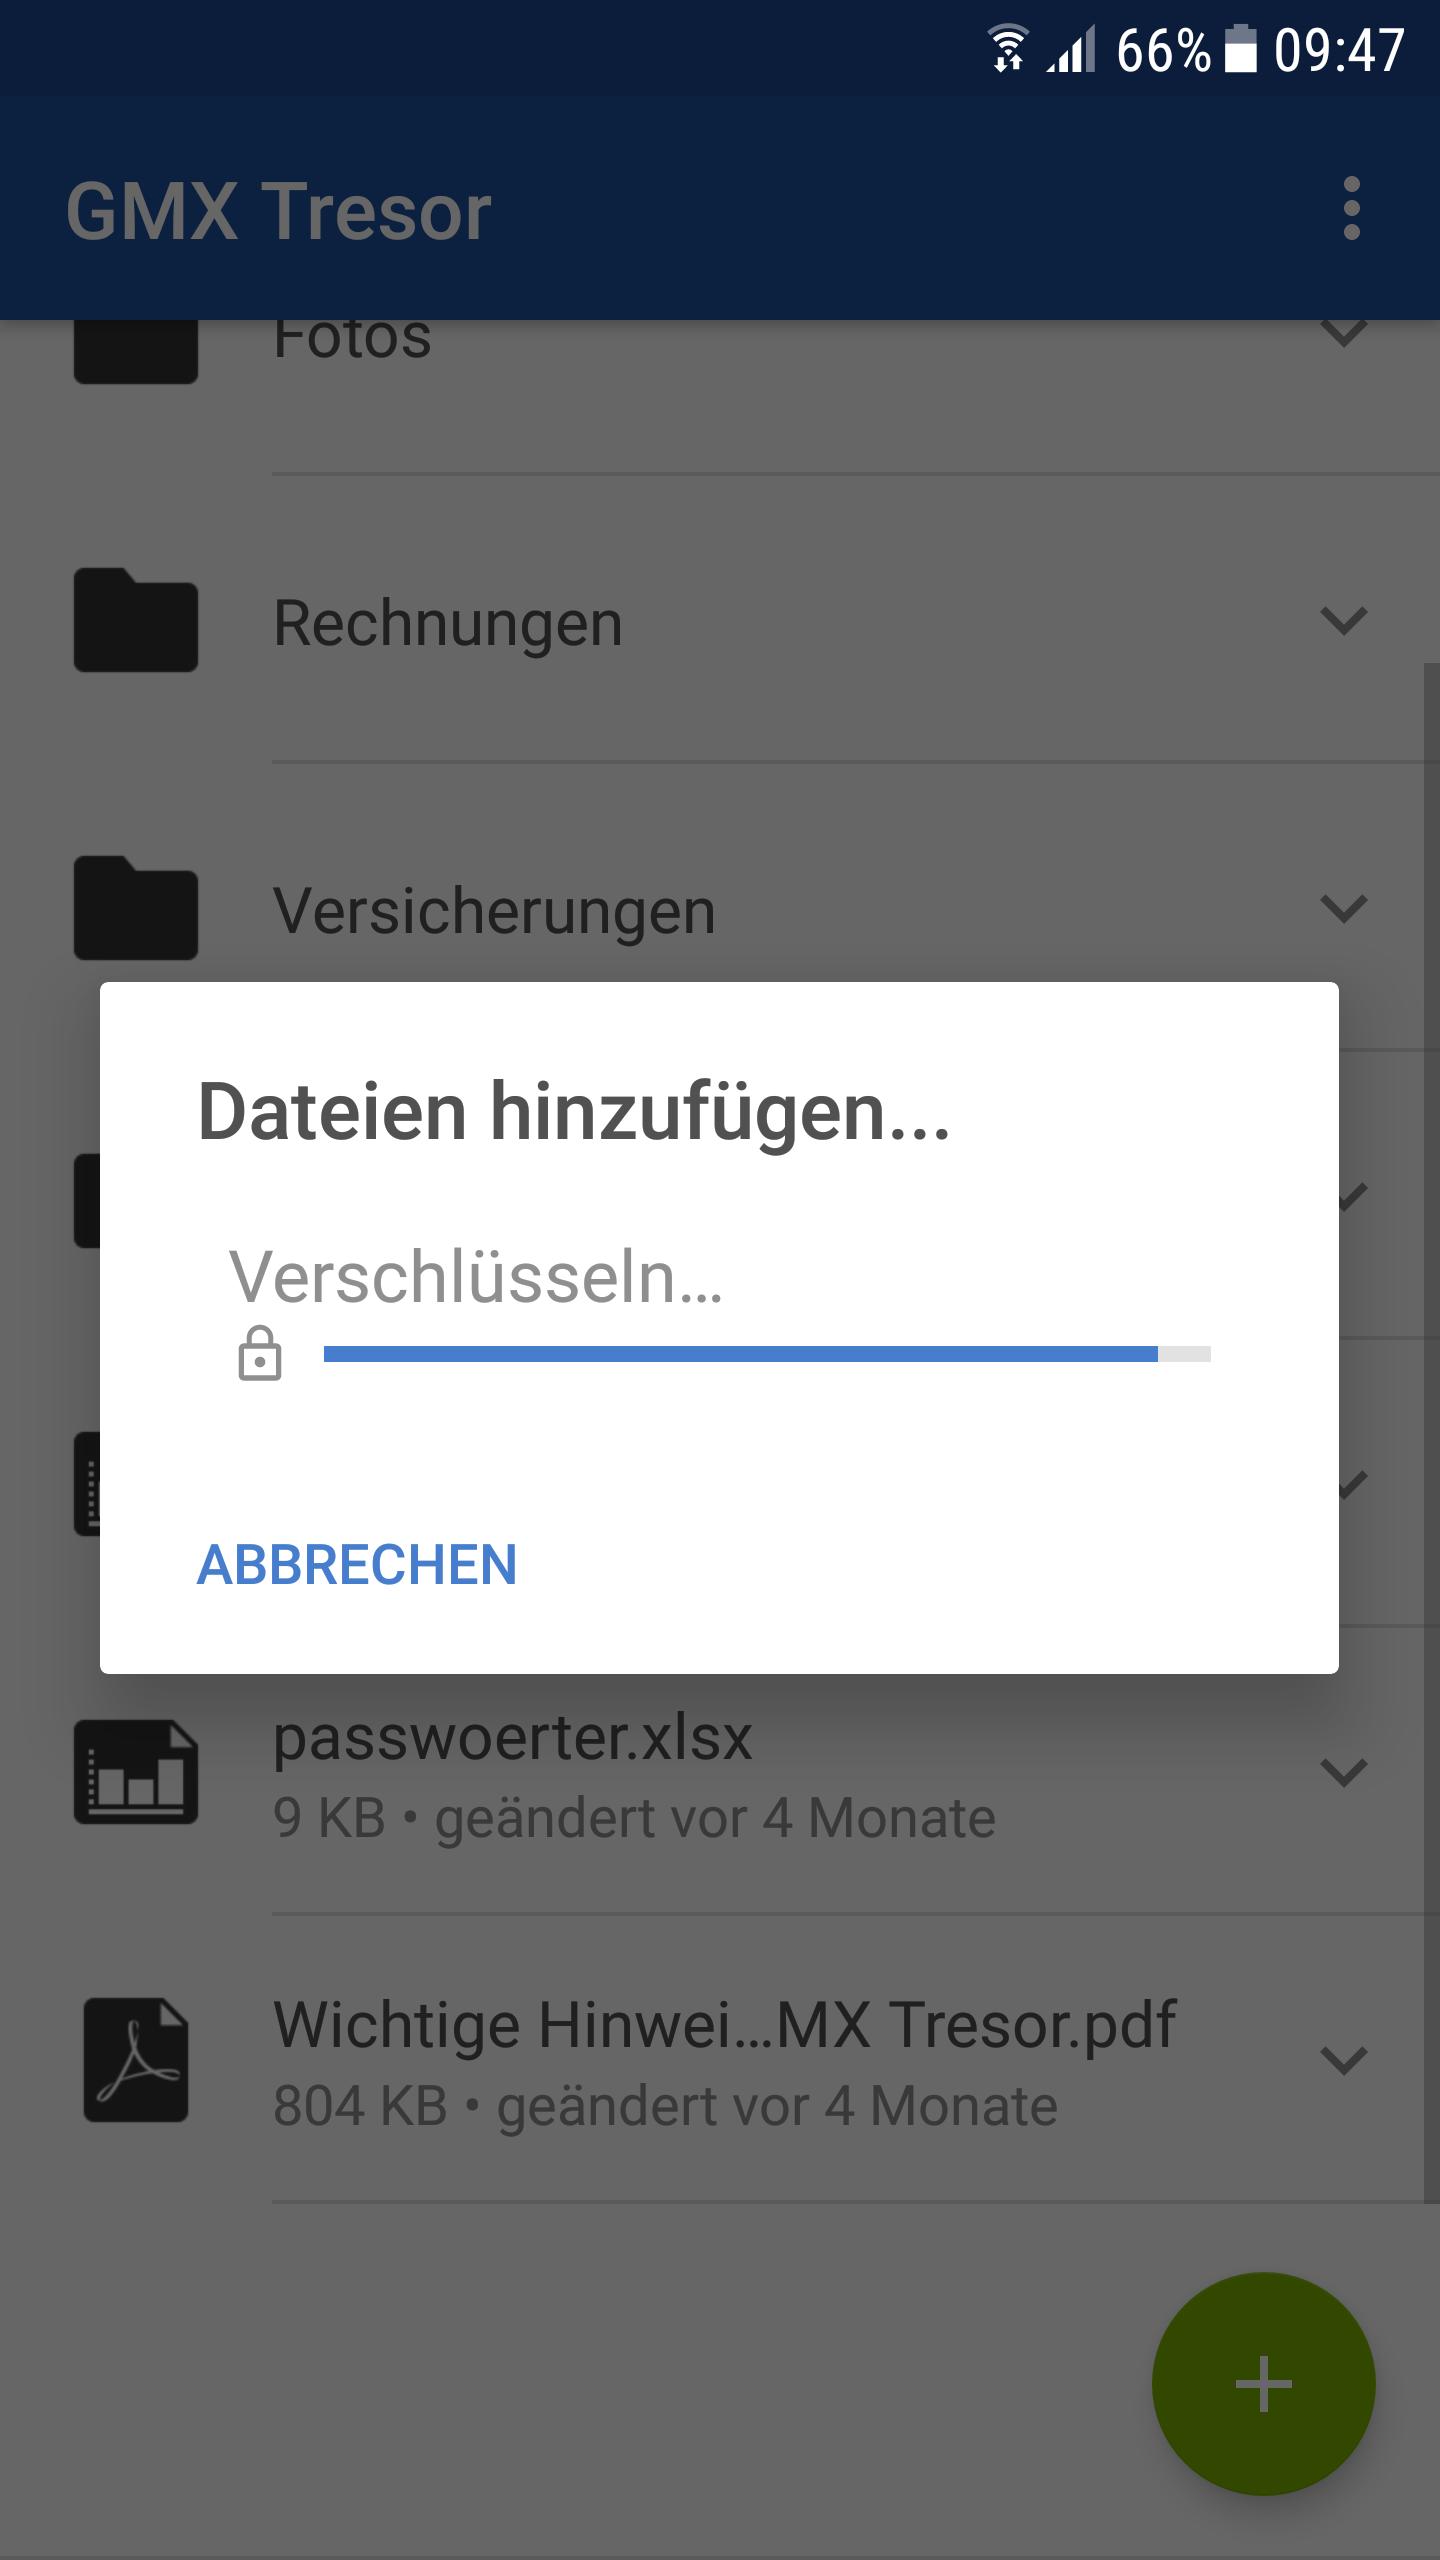 66% 09:47
GMX Tresor
Fotos
Rechnungen
Versicherungen
Dateien hinzufügen...
Verschlüsseln...
ABBRECHEN
passwoerter.xlsx
9 KB • geändert vor 4 Monate
Wichtige Hinwei...MX Tresor.pdf
804 KB • geändert vor 4 Monate